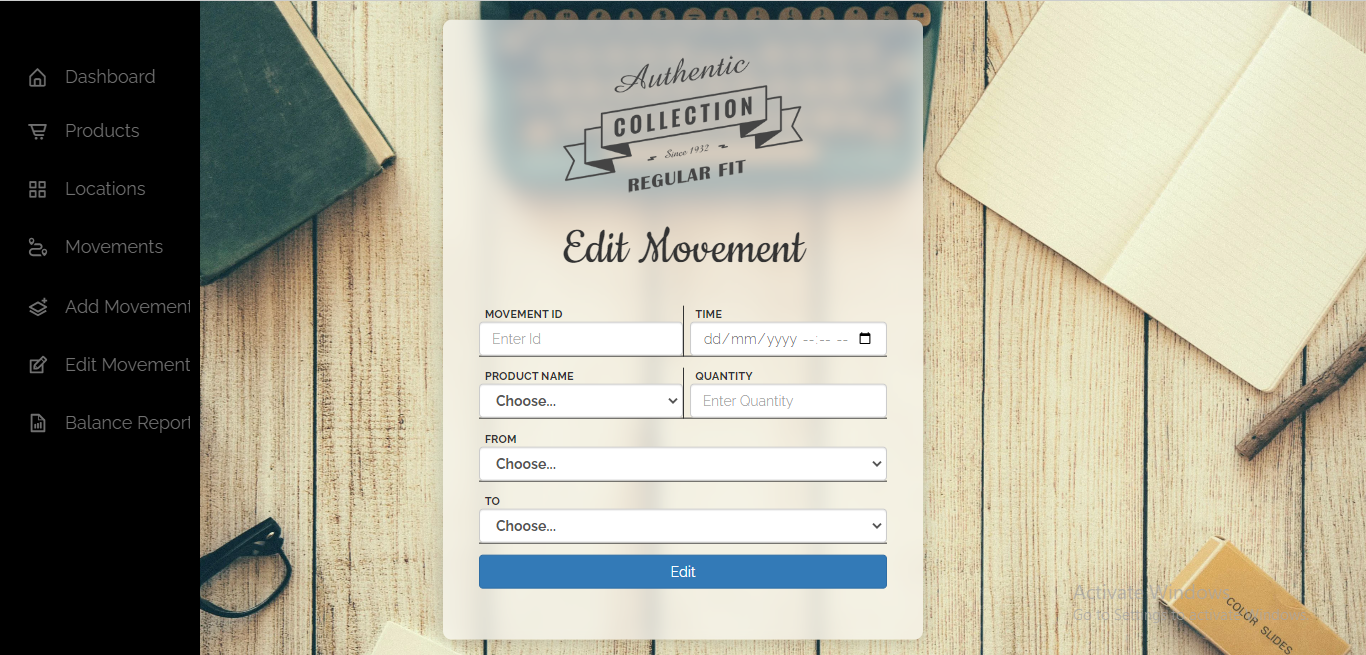 Dashboard
Products
Locations
Movements
Add Movement
Edit Movement
Balance Report
Authentic
COLLECTION
Since 1932
REGULAR FIT
Edit Movement
MOVEMENT ID
TIME
Enter Id
dd/mm/yyyy --:-- --
PRODUCT NAME
QUANTITY
Choose...
Enter Quantity
FROM
Choose...
TO
Choose...
Edit
Activate Windows
Go to Settings to
COLOR SLIDES
TAB